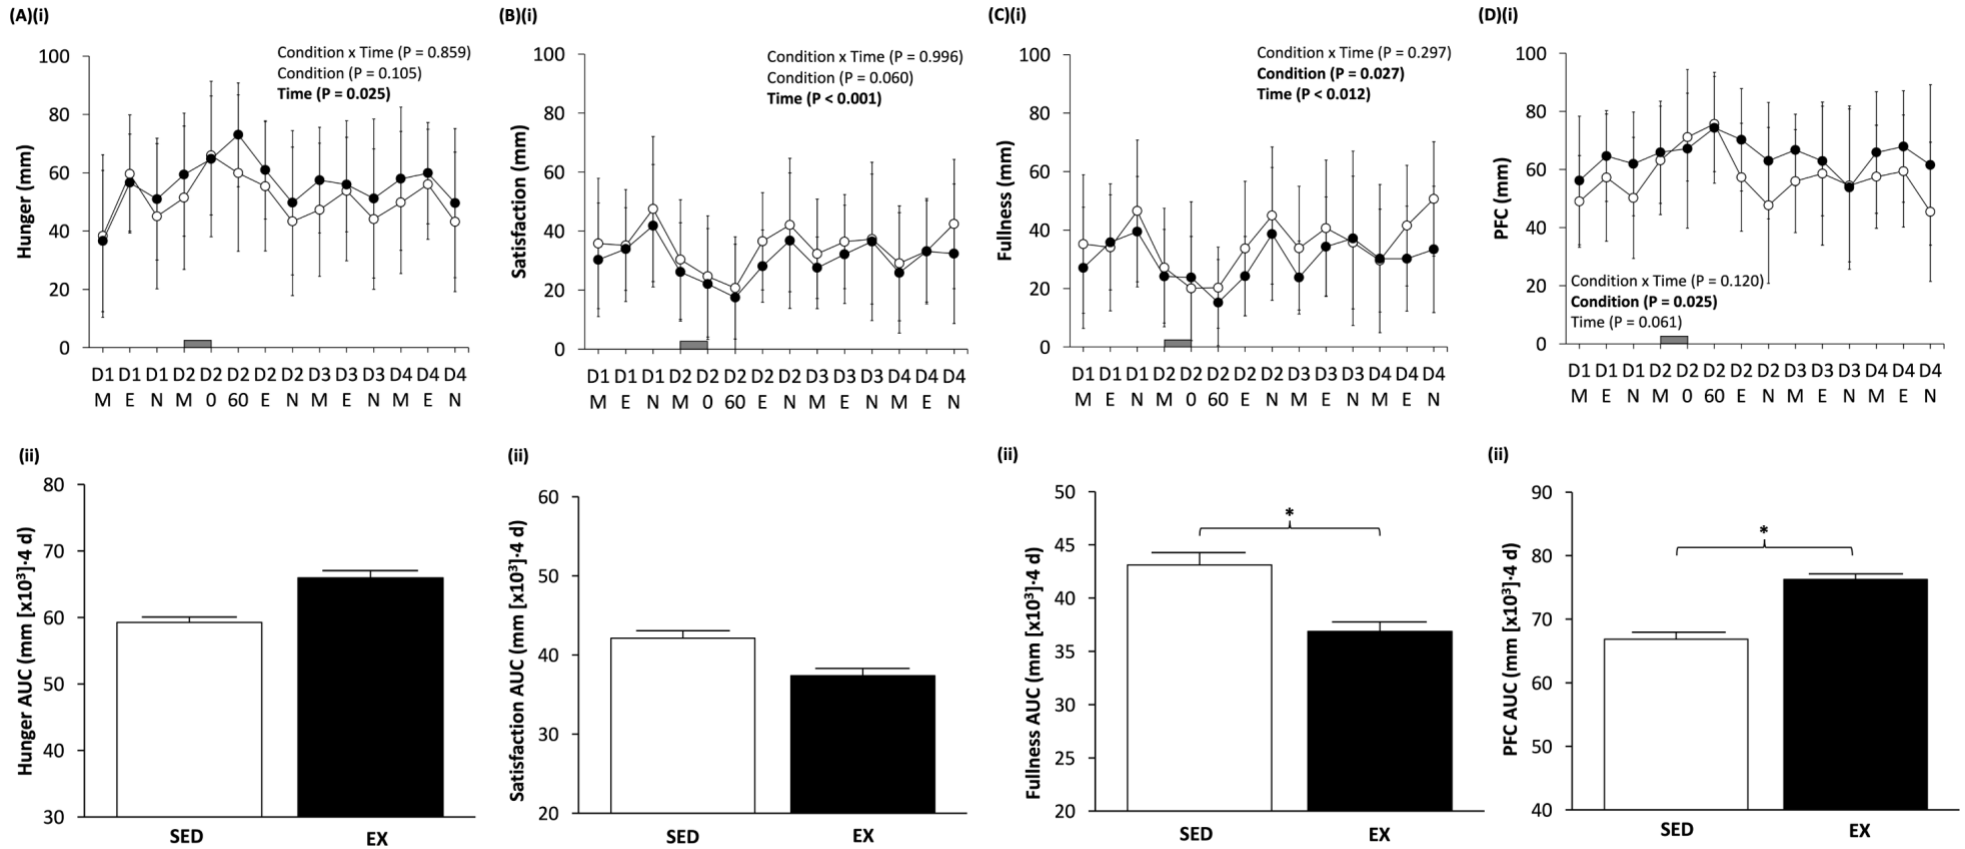 (A)(i)
Condition x Time (P = 0.859)
Condition (P = 0.105)
Time (P = 0.025)
Hunger (mm)
100
80
60
40
20
0
D1 D1 D1 D2 D2 D2 D2 D2 D3 D3 D3 D4 D4 D4
M E N M 0 60 E N M E N M E N
(B)(i)
Condition x Time (P = 0.996)
Condition (P = 0.060)
Time (P < 0.001)
Satisfaction (mm)
100
80
60
40
20
0
D1 D1 D1 D2 D2 D2 D2 D2 D3 D3 D3 D4 D4 D4
M E N M 0 60 E N M E N M E N
(C)(i)
Condition x Time (P = 0.297)
Condition (P = 0.027)
Time (P < 0.012)
Fullness (mm)
100
80
60
40
20
0
D1 D1 D1 D2 D2 D2 D2 D2 D3 D3 D3 D4 D4 D4
M E N M 0 60 E N M E N M E N
(D)(i)
PFC (mm)
100
80
60
40
20
0
Condition x Time (P = 0.120)
Condition (P = 0.025)
Time (P = 0.061)
D1 D1 D1 D2 D2 D2 D2 D2 D3 D3 D3 D4 D4 D4
M E N M 0 60 E N M E N M E N
(ii)
Hunger AUC (mm [x10³]·4 d)
80
70
60
50
40
30
SED EX
(ii)
Satisfaction AUC (mm [x10³]·4 d)
60
50
40
30
20
SED EX
(ii)
Fullness AUC (mm [x10³]·4 d)
50
45
40
35
30
25
20
*
SED EX
(ii)
PFC AUC (mm [x10³]·4 d)
90
80
70
60
50
40
*
SED EX